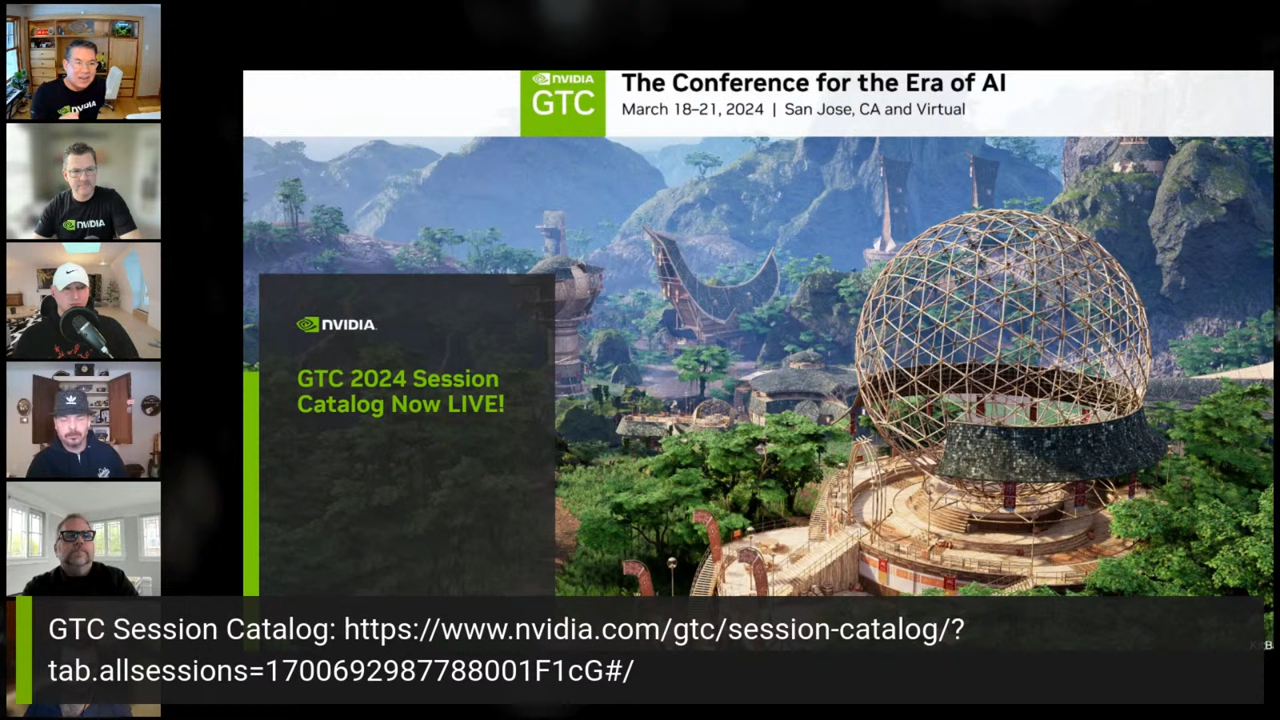 NVIDIA
GTC
The Conference for the Era of AI
March 18–21, 2024 | San Jose, CA and Virtual
NVIDIA
NVIDIA
NVIDIA
GTC 2024 Session
Catalog Now LIVE!
GTC Session Catalog: https://www.nvidia.com/gtc/session-catalog/?
tab.allsessions=1700692987788001F1cG#/